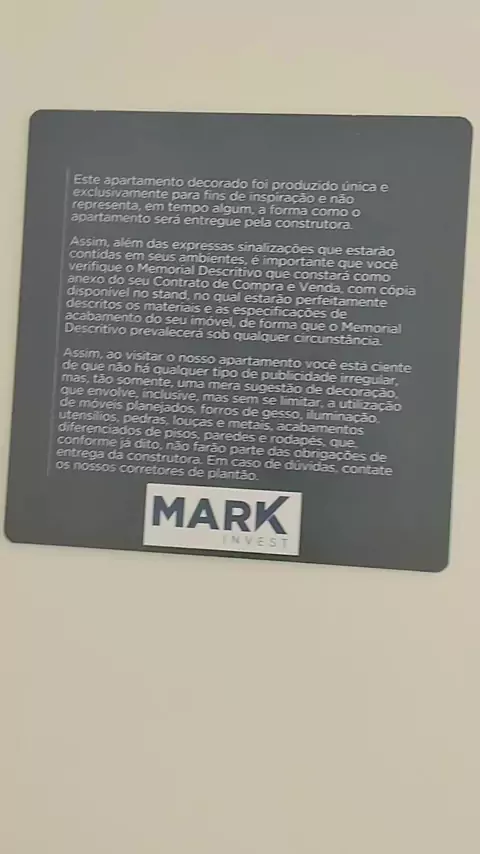 Este apartamento decorado foi produzido única e
exclusivamente para fins de inspiração e não
representa, em tempo algum, a forma como o
apartamento será entregue pela construtora.
Assim, além das expressas sinalizações que estarão
contidas em seus ambientes, é importante que você
verifique o Memorial Descritivo que constará como
anexo do seu Contrato de Compra e Venda, com cópia
disponível no stand, no qual estarão perfeitamente
descritos os materiais e as especificações de
acabamento do seu imóvel, de forma que o Memorial
Descritivo prevalecerá sob qualquer circunstância.
Assim, ao visitar o nosso apartamento você está ciente
de que não há qualquer tipo de publicidade irregular,
mas, tão somente, uma mera sugestão de decoração,
que envolve, inclusive, mas sem se limitar, a utilização
de móveis planejados, forros de gesso, iluminação,
utensílios, pedras, louças e metais, acabamentos
diferenciados de pisos, paredes e rodapés, que,
conforme já dito, não farão parte das obrigações de
entrega da construtora. Em caso de dúvidas, contate
os nossos corretores de plantão.
MARK
INVEST